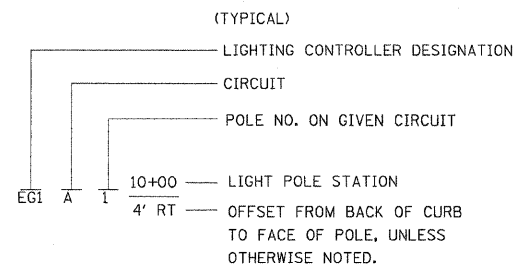 (TYPICAL)
LIGHTING CONTROLLER DESIGNATION
CIRCUIT
POLE NO. ON GIVEN CIRCUIT
EG1 A 1 10+00 LIGHT POLE STATION
4' RT OFFSET FROM BACK OF CURB
TO FACE OF POLE, UNLESS
OTHERWISE NOTED.